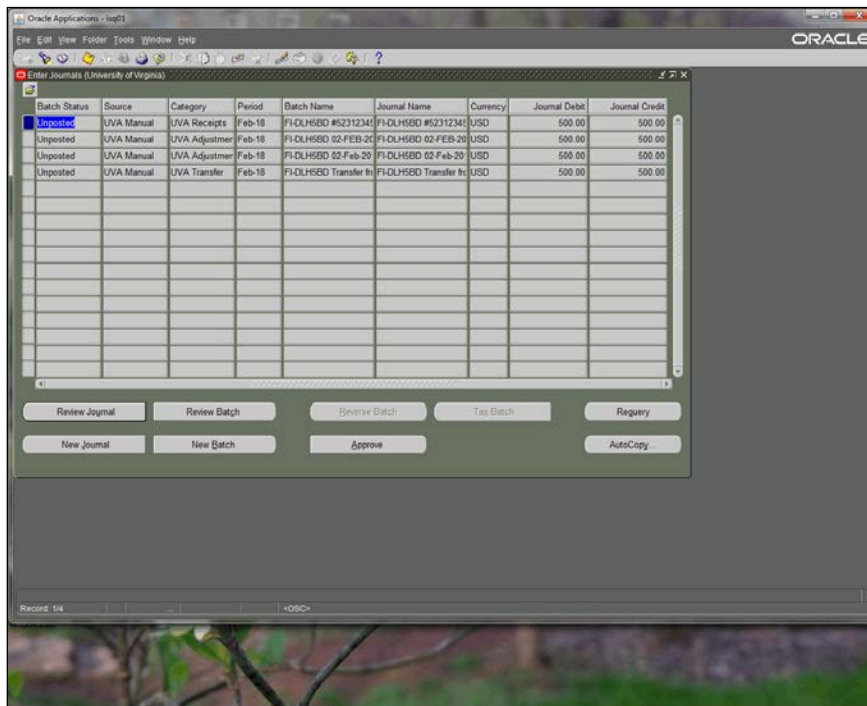 Oracle Applications - isq01
File Edit View Folder Tools Window Help
ORACLE
Enter Journals (University of Virginia)
Batch Status Source Category Period Batch Name Journal Name Currency Journal Debit Journal Credit
Unposted UVA Manual UVA Receipts Feb-18 FI-DLH5BD #5231234 FI-DLH5BD #5231234 USD 500.00 500.00
Unposted UVA Manual UVA Adjustmer Feb-18 FI-DLH5BD 02-FEB-20 FI-DLH5BD 02-FEB-20 USD 500.00 500.00
Unposted UVA Manual UVA Adjustmer Feb-18 FI-DLH5BD 02-Feb-20 FI-DLH5BD 02-Feb-20 USD 500.00 500.00
Unposted UVA Manual UVA Transfer Feb-18 FI-DLH5BD Transfer fr FI-DLH5BD Transfer fr USD 500.00 500.00
Review Journal Review Batch Reverse Batch Tax Batch Requery
New Journal New Batch Approve AutoCopy...
Record: 1/4 ... <OSC>